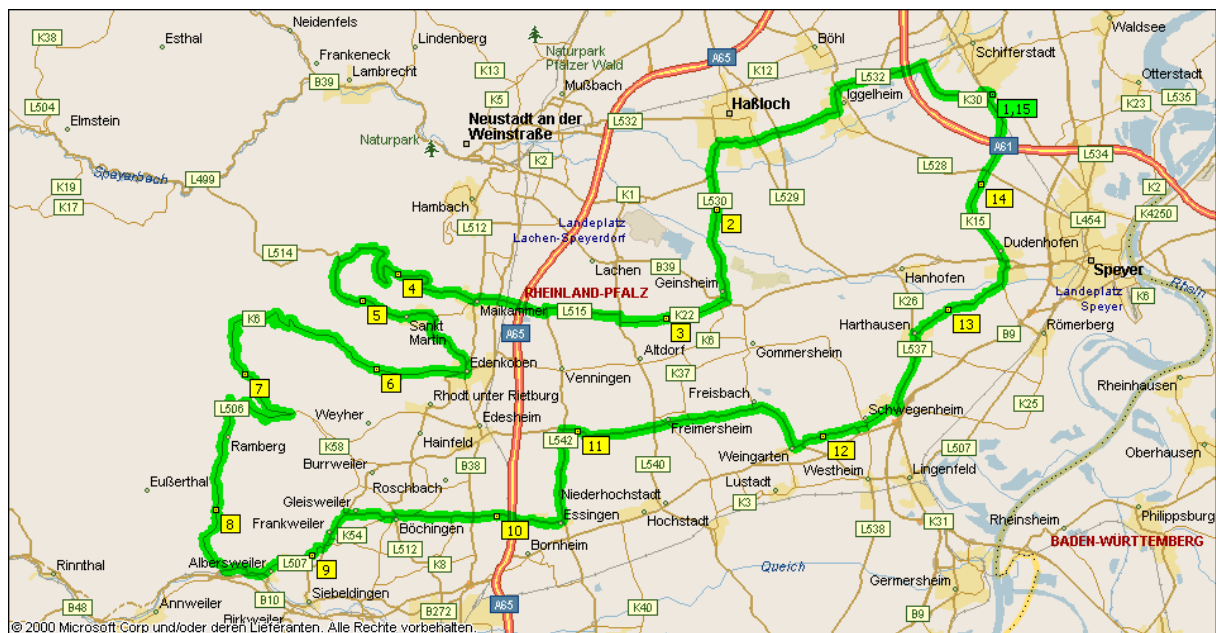 K38
Esthal
Neidenfels
Lindenberg
Frankeneck
Lambrecht
B39
K13
Naturpark
Pfälzer Wald
Mußbach
A65
K12
Böhl
Waldsee
Schifferstadt
Otterstadt
L504
Elmstein
K5
Neustadt an der
Weinstraße
Naturpark
L532
Haßloch
L532
Iggelheim
K30
1,15
K23
L535
Speyerbach
L499
K19
K17
K2
K1
L529
L528
A61
L534
K2
Hambach
L512
Landeplatz
Lachen-Speyerdorf
L530
2
14
K15
L454
K4250
L514
Lachen
B39
Geinsheim
Hanhofen
Dudenhofen
Speyer
Rhein
4
RHEINLAND-PFALZ
5
Maikammer
L515
K22
3
K26
13
Landeplatz
Speyer
K6
K6
Sankt
Martin
A65
K6
Harthausen
B9
Römerberg
Edenkoben
Altdorf
Gommersheim
L537
7
6
Venningen
K37
Rheinhausen
L506
Weyher
Rhodt unter Rietburg
Edesheim
Freisbach
Schwegenheim
K25
Ramberg
K58
Hainfeld
L542
11
Freimersheim
12
L507
Oberhausen
Burrweiler
B38
Weingarten
Westheim
Lingenfeld
Eußerthal
Roschbach
L540
Lustadt
Gleisweiler
Niederhochstadt
K3
8
Frankweiler
Böchingen
10
Essingen
Hochstadt
L538
K31
Rheinsheim
Philippsburg
K54
L512
Bornheim
BADEN-WÜRTTEMBERG
Albersweiler
L507
9
K8
Queich
Rinnthal
B10
Siebeldingen
Germersheim
B48
Annweiler
Birkweiler
B272
A65
K40
B9
© 2000 Microsoft Corp und/oder deren Lieferanten. Alle Rechte vorbehalten.